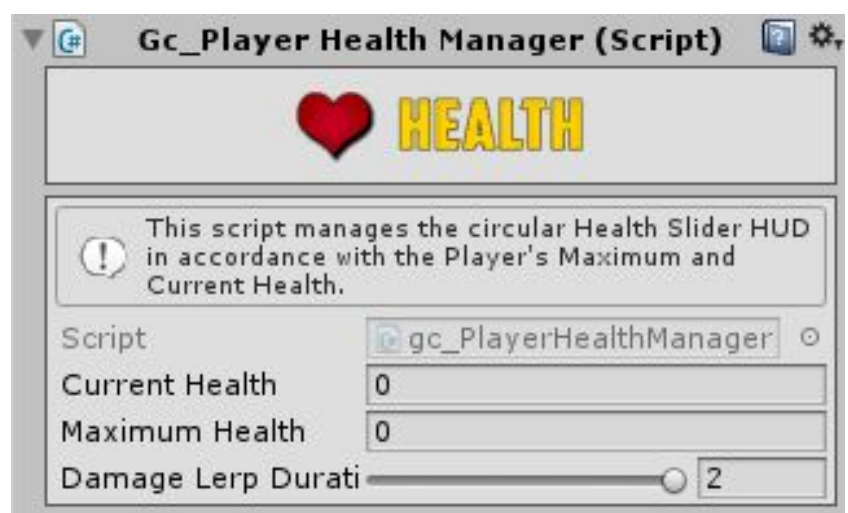 Gc_Player Health Manager (Script)
HEALTH
This script manages the circular Health Slider HUD
in accordance with the Player's Maximum and
Current Health.
Script gc_PlayerHealthManager
Current Health 0
Maximum Health 0
Damage Lerp Durati 2